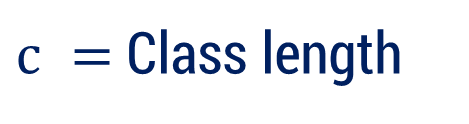 c = Class length